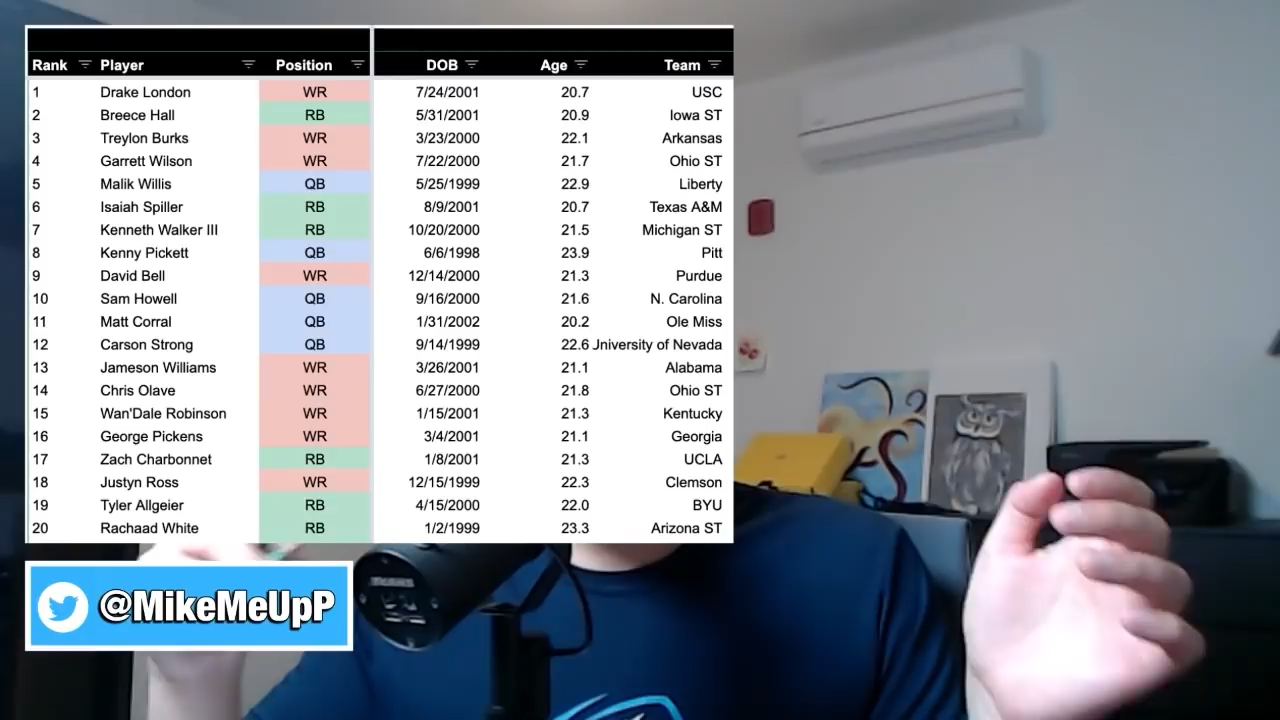 Rank Player Position DOB Age Team
1 Drake London WR 7/24/2001 20.7 USC
2 Breece Hall RB 5/31/2001 20.9 Iowa ST
3 Treylon Burks WR 3/23/2000 22.1 Arkansas
4 Garrett Wilson WR 7/22/2000 21.7 Ohio ST
5 Malik Willis QB 5/25/1999 22.9 Liberty
6 Isaiah Spiller RB 8/9/2001 20.7 Texas A&M
7 Kenneth Walker III RB 10/20/2000 21.5 Michigan ST
8 Kenny Pickett QB 6/6/1998 23.9 Pitt
9 David Bell WR 12/14/2000 21.3 Purdue
10 Sam Howell QB 9/16/2000 21.6 N. Carolina
11 Matt Corral QB 1/31/2002 20.2 Ole Miss
12 Carson Strong QB 9/14/1999 22.6 University of Nevada
13 Jameson Williams WR 3/26/2001 21.1 Alabama
14 Chris Olave WR 6/27/2000 21.8 Ohio ST
15 Wan'Dale Robinson WR 1/15/2001 21.3 Kentucky
16 George Pickens WR 3/4/2001 21.1 Georgia
17 Zach Charbonnet RB 1/8/2001 21.3 UCLA
18 Justyn Ross WR 12/15/1999 22.3 Clemson
19 Tyler Allgeier RB 4/15/2000 22.0 BYU
20 Rachaad White RB 1/2/1999 23.3 Arizona ST
@MikeMeUpP